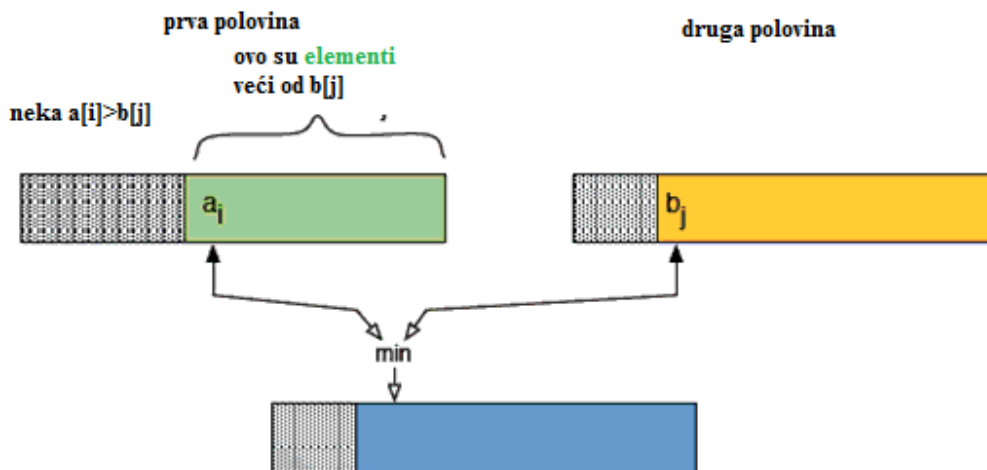 prva polovina
druga polovina
ovo su elementi
veći od b[j]
neka a[i]>b[j]
ai
bj
min